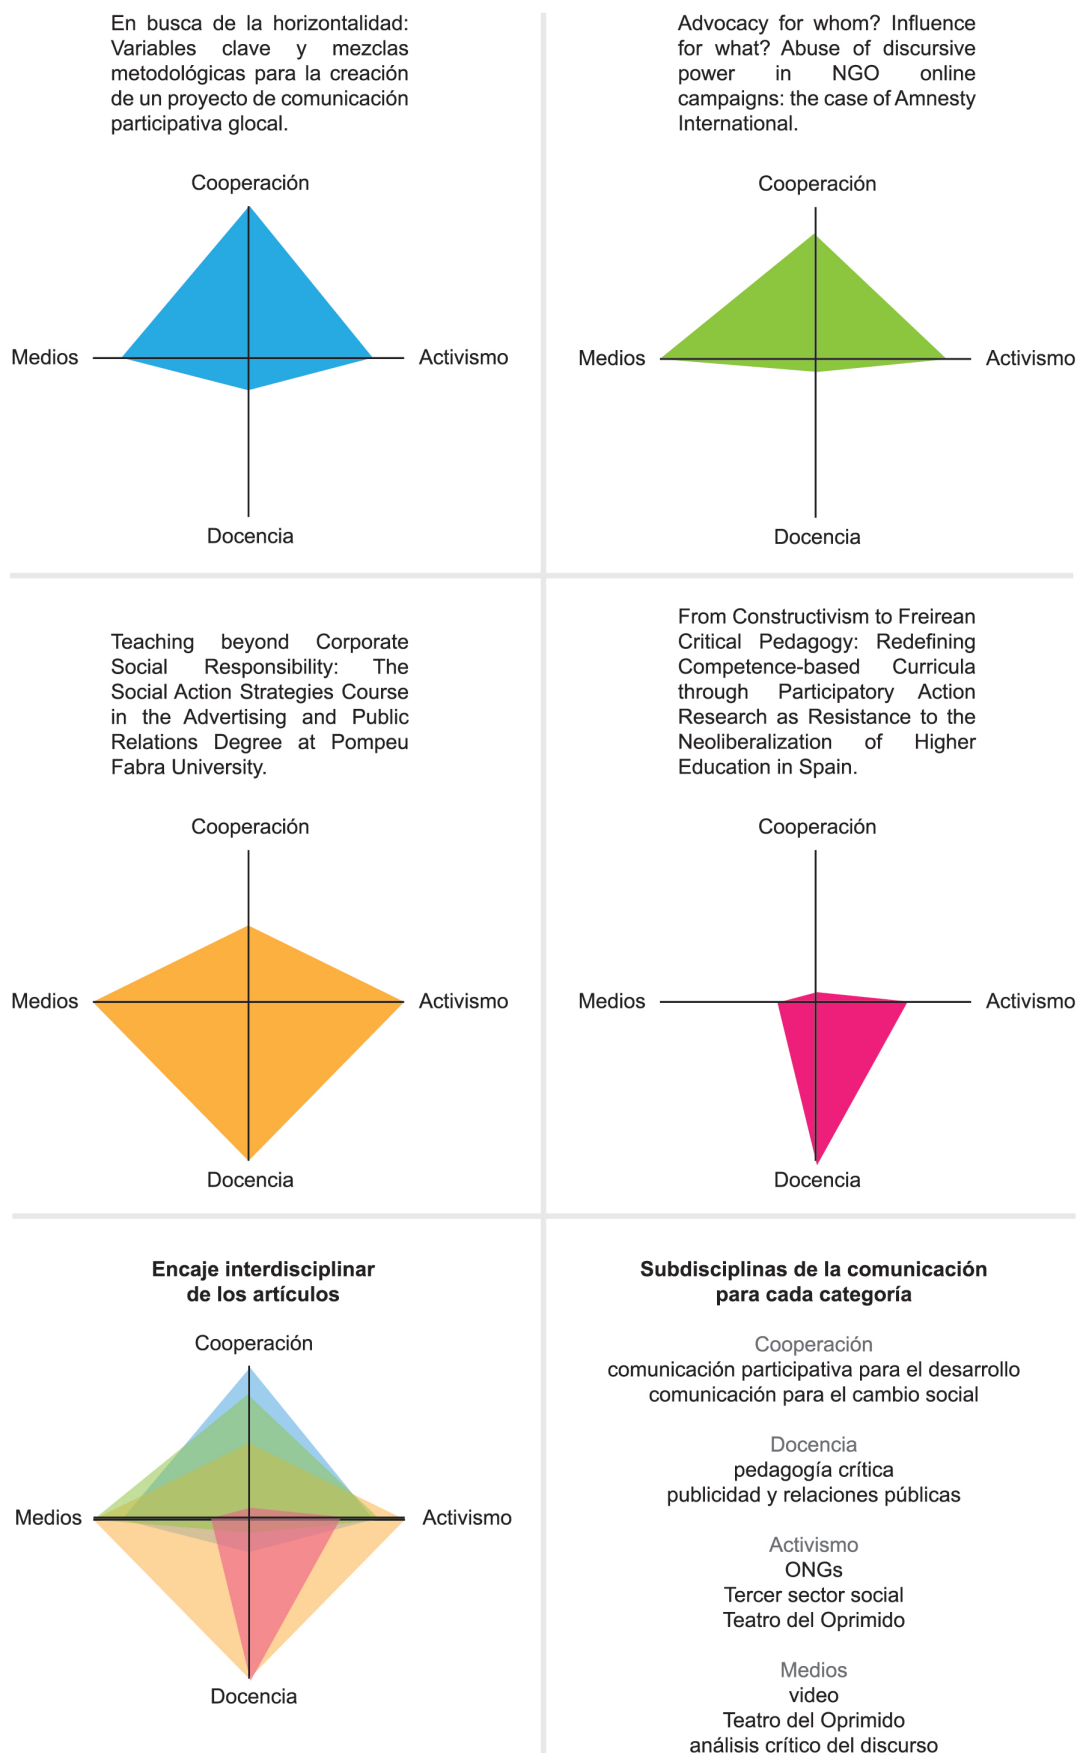 En busca de la horizontalidad:
Variables clave y mezclas
metodológicas para la creación
de un proyecto de comunicación
participativa glocal.
Cooperación
Medios
Activismo
Docencia
Advocacy for whom? Influence
for what? Abuse of discursive
power in NGO online
campaigns: the case of Amnesty
International.
Cooperación
Medios
Activismo
Docencia
Teaching beyond Corporate
Social Responsibility: The
Social Action Strategies Course
in the Advertising and Public
Relations Degree at Pompeu
Fabra University.
Cooperación
Medios
Activismo
Docencia
From Constructivism to Freirean
Critical Pedagogy: Redefining
Competence-based Curricula
through Participatory Action
Research as Resistance to the
Neoliberalization of Higher
Education in Spain.
Cooperación
Medios
Activismo
Docencia
Encaje interdisciplinar
de los artículos
Cooperación
Medios
Activismo
Docencia
Subdisciplinas de la comunicación
para cada categoría
Cooperación
comunicación participativa para el desarrollo
comunicación para el cambio social
Docencia
pedagogía crítica
publicidad y relaciones públicas
Activismo
ONGs
Tercer sector social
Teatro del Oprimido
Medios
video
Teatro del Oprimido
análisis crítico del discurso